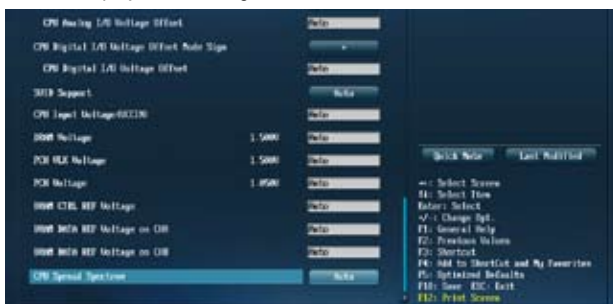 CPU Analog I/O Voltage Offset Auto
CPU Digital I/O Voltage Offset Mode Sign +
CPU Digital I/O Voltage Offset Auto
SVID Support Auto
CPU Input Voltage(VCCIN) Auto
DRAM Voltage 1.5000 Auto
PCH VLX Voltage 1.5000 Auto
PCH Voltage 1.0500 Auto
DRAM CTRL REF Voltage Auto
DRAM DATA REF Voltage on CHA Auto
DRAM DATA REF Voltage on CHB Auto
CPU Spread Spectrum Auto
Quick Note Last Modified
→←: Select Screen
↑↓: Select Item
Enter: Select
+/-: Change Opt.
F1: General Help
F2: Previous Values
F3: Shortcut
F4: Add to ShortCut and My Favorites
F5: Optimized Defaults
F10: Save ESC: Exit
F12: Print Screen